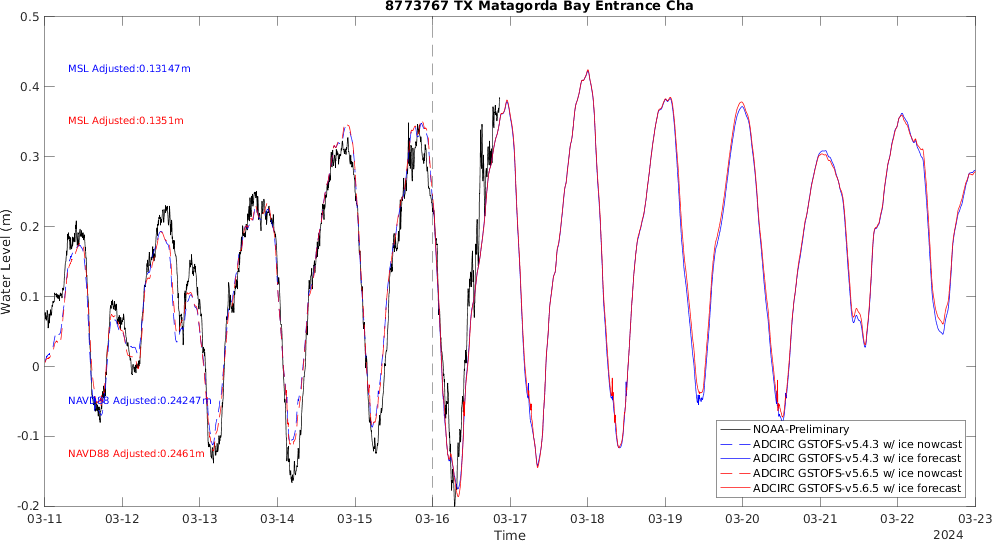 8773767 TX Matagorda Bay Entrance Cha
0.5
0.4
0.3
0.2
0.1
0
-0.1
-0.2
Water Level (m)
MSL Adjusted:0.13147m
MSL Adjusted:0.1351m
NAVD88 Adjusted:0.24247m
NAVD88 Adjusted:0.2461m
NOAA-Preliminary
ADCIRC GSTOFS-v5.4.3 w/ ice nowcast
ADCIRC GSTOFS-v5.4.3 w/ ice forecast
ADCIRC GSTOFS-v5.6.5 w/ ice nowcast
ADCIRC GSTOFS-v5.6.5 w/ ice forecast
03-11 03-12 03-13 03-14 03-15 03-16 03-17 03-18 03-19 03-20 03-21 03-22 03-23
Time
2024